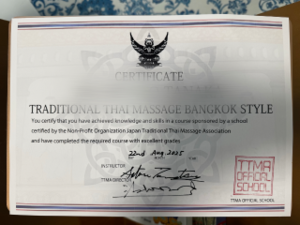 CERTIFICATE
TRADITIONAL THAI MASSAGE BANGKOK STYLE
You certify that you have achieved knowledge and skills in a course sponsored by a school
certified by the Non-Profit Organization Japan Traditional Thai Massage Association
and have completed the required course with excellent grades
22nd Aug 2025
INSTRUCTOR
TTMA DIRECTOR
TTMA
OFFICIAL
SCHOOL
TTMA OFFICIAL SCHOOL